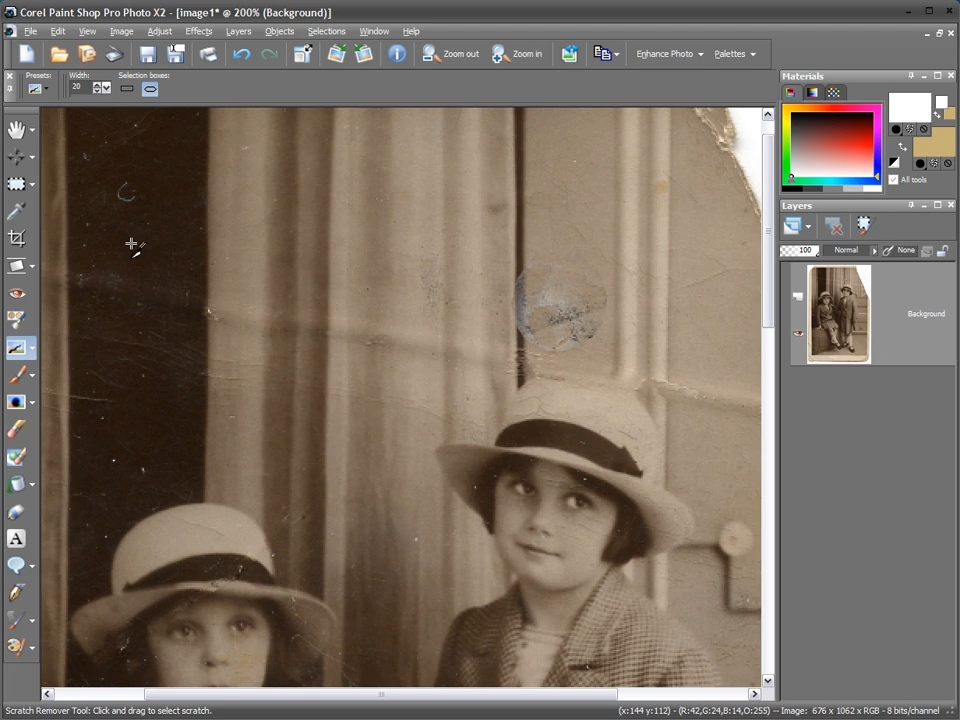 Corel Paint Shop Pro Photo X2 - [image1* @ 200% (Background)]
File Edit View Image Adjust Effects Layers Objects Selections Window Help
Zoom out Zoom in Enhance Photo Palettes
Presets: Width: Selection boxes:
20
Materials
All tools
Layers
100 Normal None
Background
A
Scratch Remover Tool: Click and drag to select scratch.
(x:144 y:112) - (R:42,G:24,B:14,O:255) -- Image: 676 x 1062 x RGB - 8 bits/channel